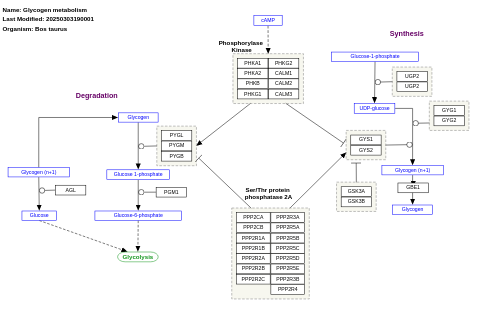 Name: Glycogen metabolism
Last Modified: 20250303190001
Organism: Bos taurus
cAMP
Synthesis
Phosphorylase
Kinase
Glucose-1-phosphate
PHKA1 PHKG2
PHKA2 CALM1
PHKB CALM2
PHKG1 CALM3
UGP2
UGP2
Degradation
UDP-glucose
GYG1
GYG2
Glycogen
PYGL
PYGM
PYGB
GYS1
GYS2
Glycogen (n+1)
Glucose 1-phosphate
Glycogen (n+1)
AGL
PGM1
Ser/Thr protein
phosphatase 2A
GSK3A
GSK3B
GBE1
Glucose
Glucose-6-phosphate
Glycogen
PPP2CA PPP2R3A
PPP2CB PPP2R5A
PPP2R1A PPP2R5B
PPP2R1B PPP2R5C
PPP2R2A PPP2R5D
PPP2R2B PPP2R5E
PPP2R2C PPP2R3B
PPP2R4
Glycolysis